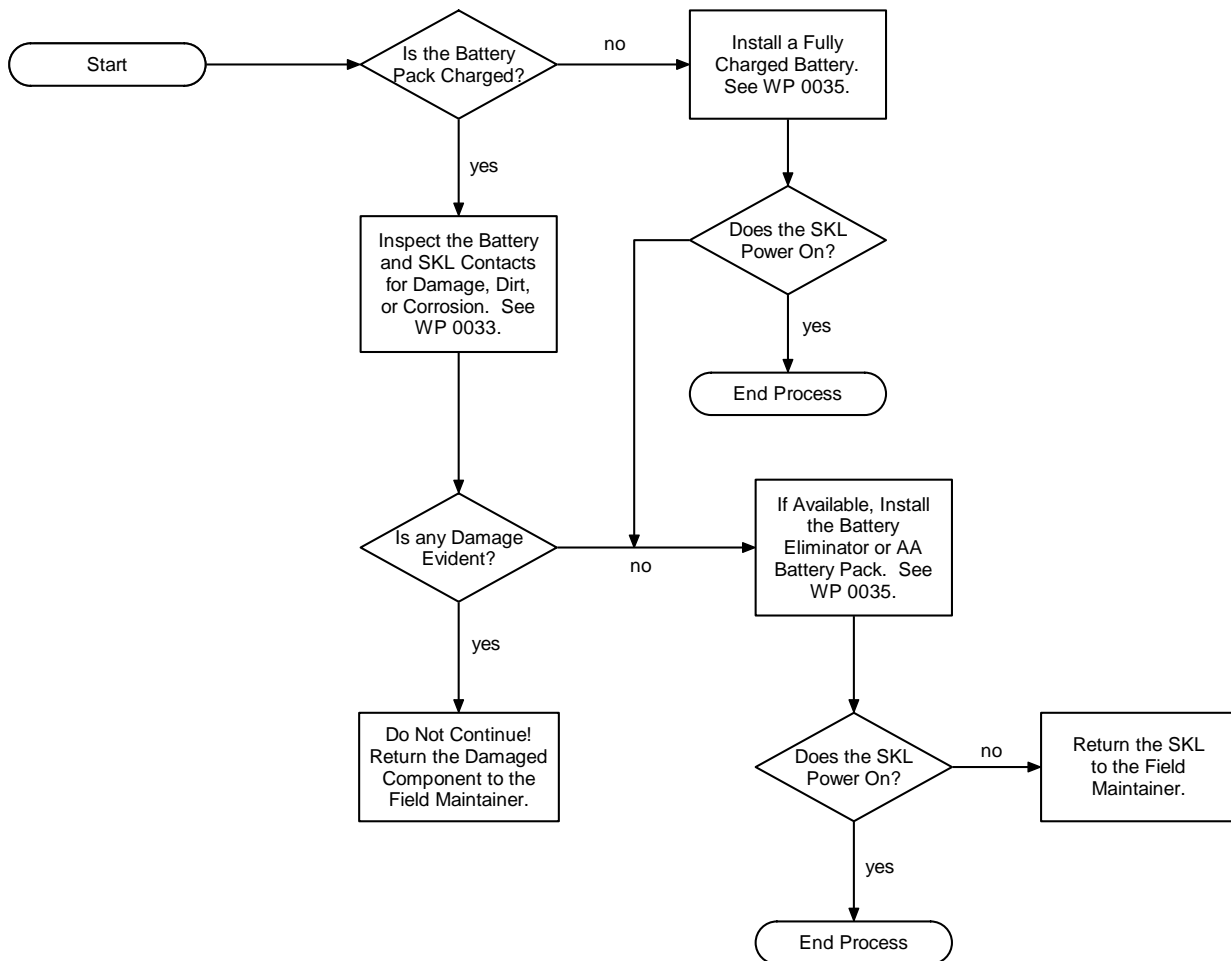 Start
Is the Battery
Pack Charged?
no
Install a Fully
Charged Battery.
See WP 0035.
yes
Inspect the Battery
and SKL Contacts
for Damage, Dirt,
or Corrosion.  See
WP 0033.
Does the SKL
Power On?
yes
End Process
Is any Damage
Evident?
no
If Available, Install
the Battery
Eliminator or AA
Battery Pack.  See
WP 0035.
yes
Do Not Continue!
Return the Damaged
Component to the
Field Maintainer.
Does the SKL
Power On?
no
Return the SKL
to the Field
Maintainer.
yes
End Process